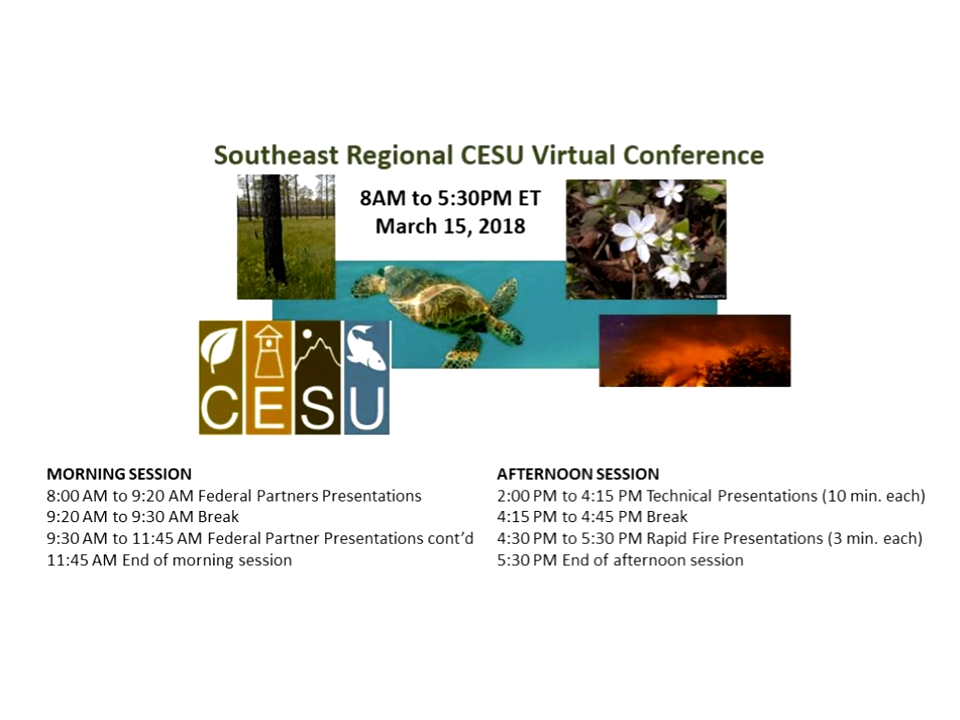 Southeast Regional CESU Virtual Conference
8AM to 5:30PM ET
March 15, 2018
CESU
MORNING SESSION
8:00 AM to 9:20 AM Federal Partners Presentations
9:20 AM to 9:30 AM Break
9:30 AM to 11:45 AM Federal Partner Presentations cont’d
11:45 AM End of morning session
AFTERNOON SESSION
2:00 PM to 4:15 PM Technical Presentations (10 min. each)
4:15 PM to 4:45 PM Break
4:30 PM to 5:30 PM Rapid Fire Presentations (3 min. each)
5:30 PM End of afternoon session